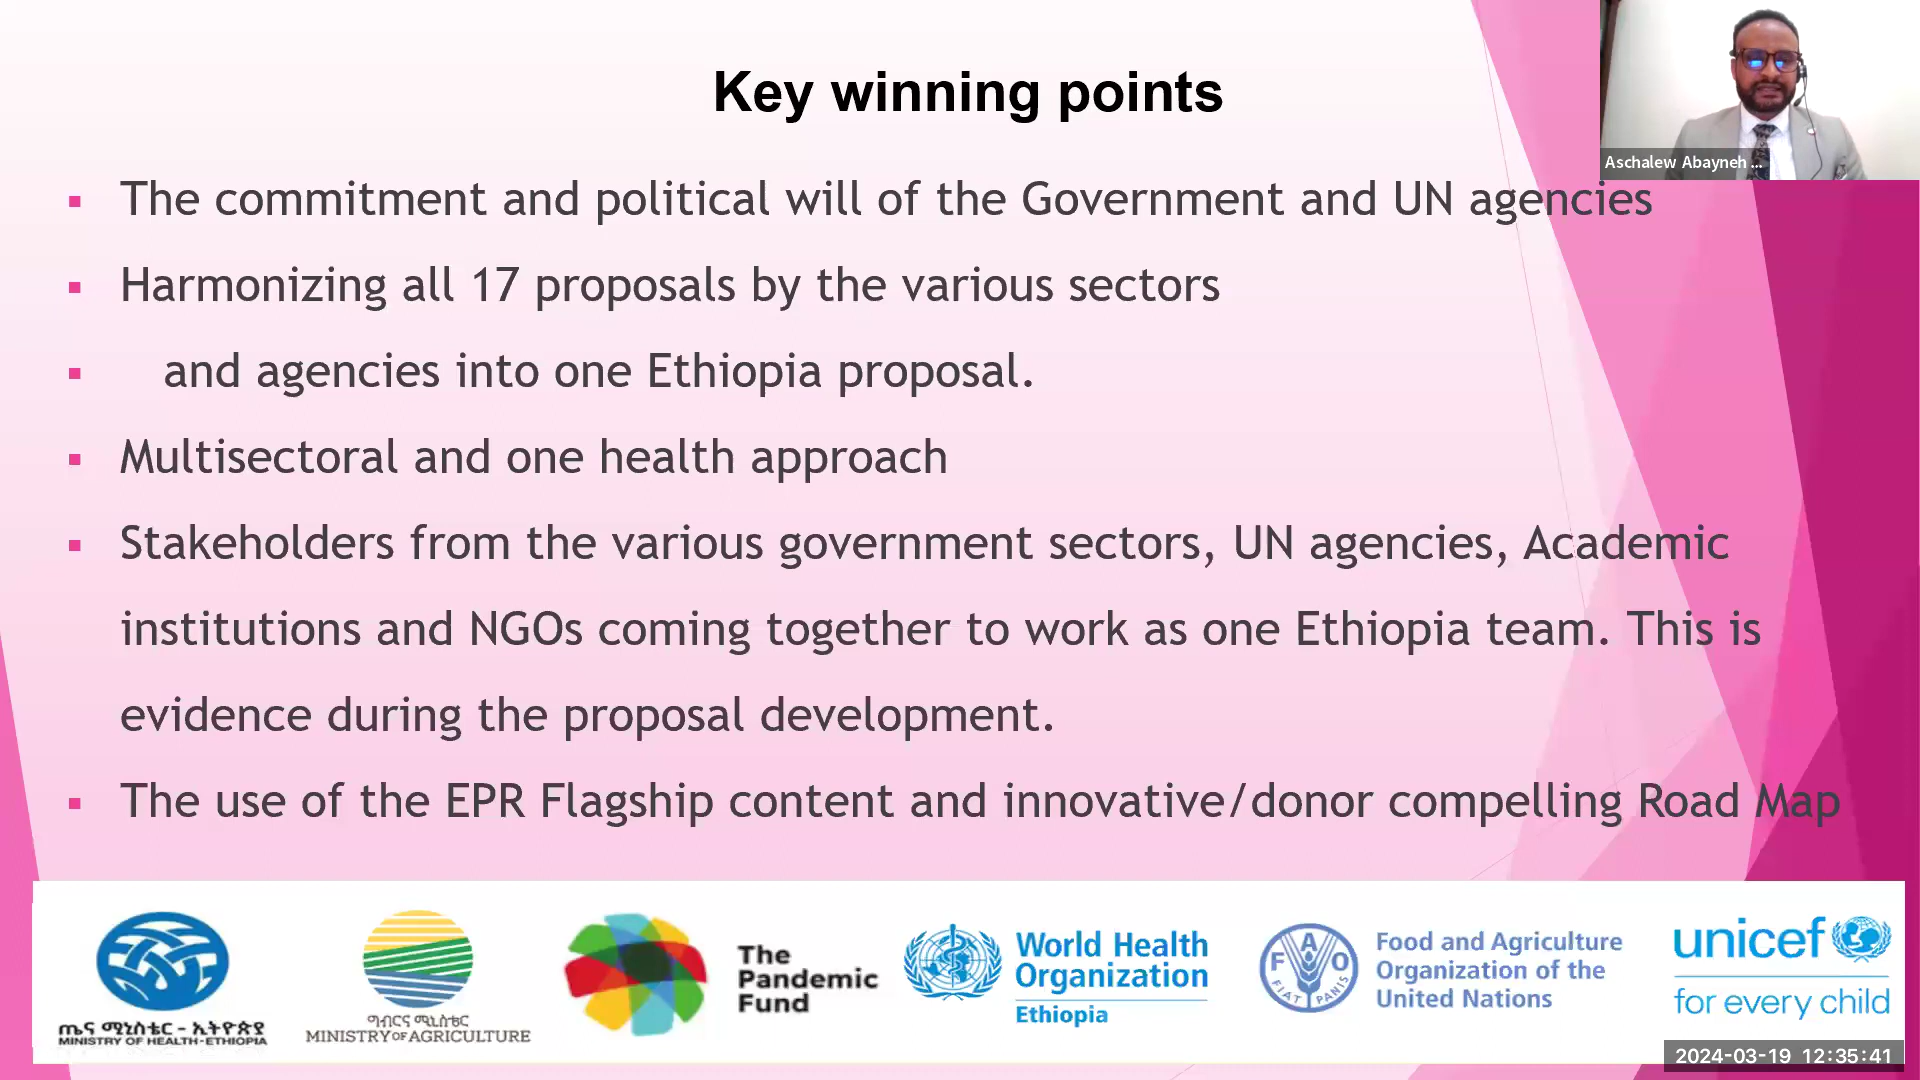 Key winning points
Aschalew Abayneh ...
The commitment and political will of the Government and UN agencies
Harmonizing all 17 proposals by the various sectors
and agencies into one Ethiopia proposal.
Multisectoral and one health approach
Stakeholders from the various government sectors, UN agencies, Academic
institutions and NGOs coming together to work as one Ethiopia team. This is
evidence during the proposal development.
The use of the EPR Flagship content and innovative/donor compelling Road Map
ጤና ሚኒስቴር - ኢትዮጵያ
MINISTRY OF HEALTH-ETHIOPIA
ግብርና ሚኒስቴር
MINISTRY OF AGRICULTURE
The
Pandemic
Fund
World Health
Organization
Ethiopia
F A O
FIAT PANIS
Food and Agriculture
Organization of the
United Nations
unicef
for every child
2024-03-19 12:35:41